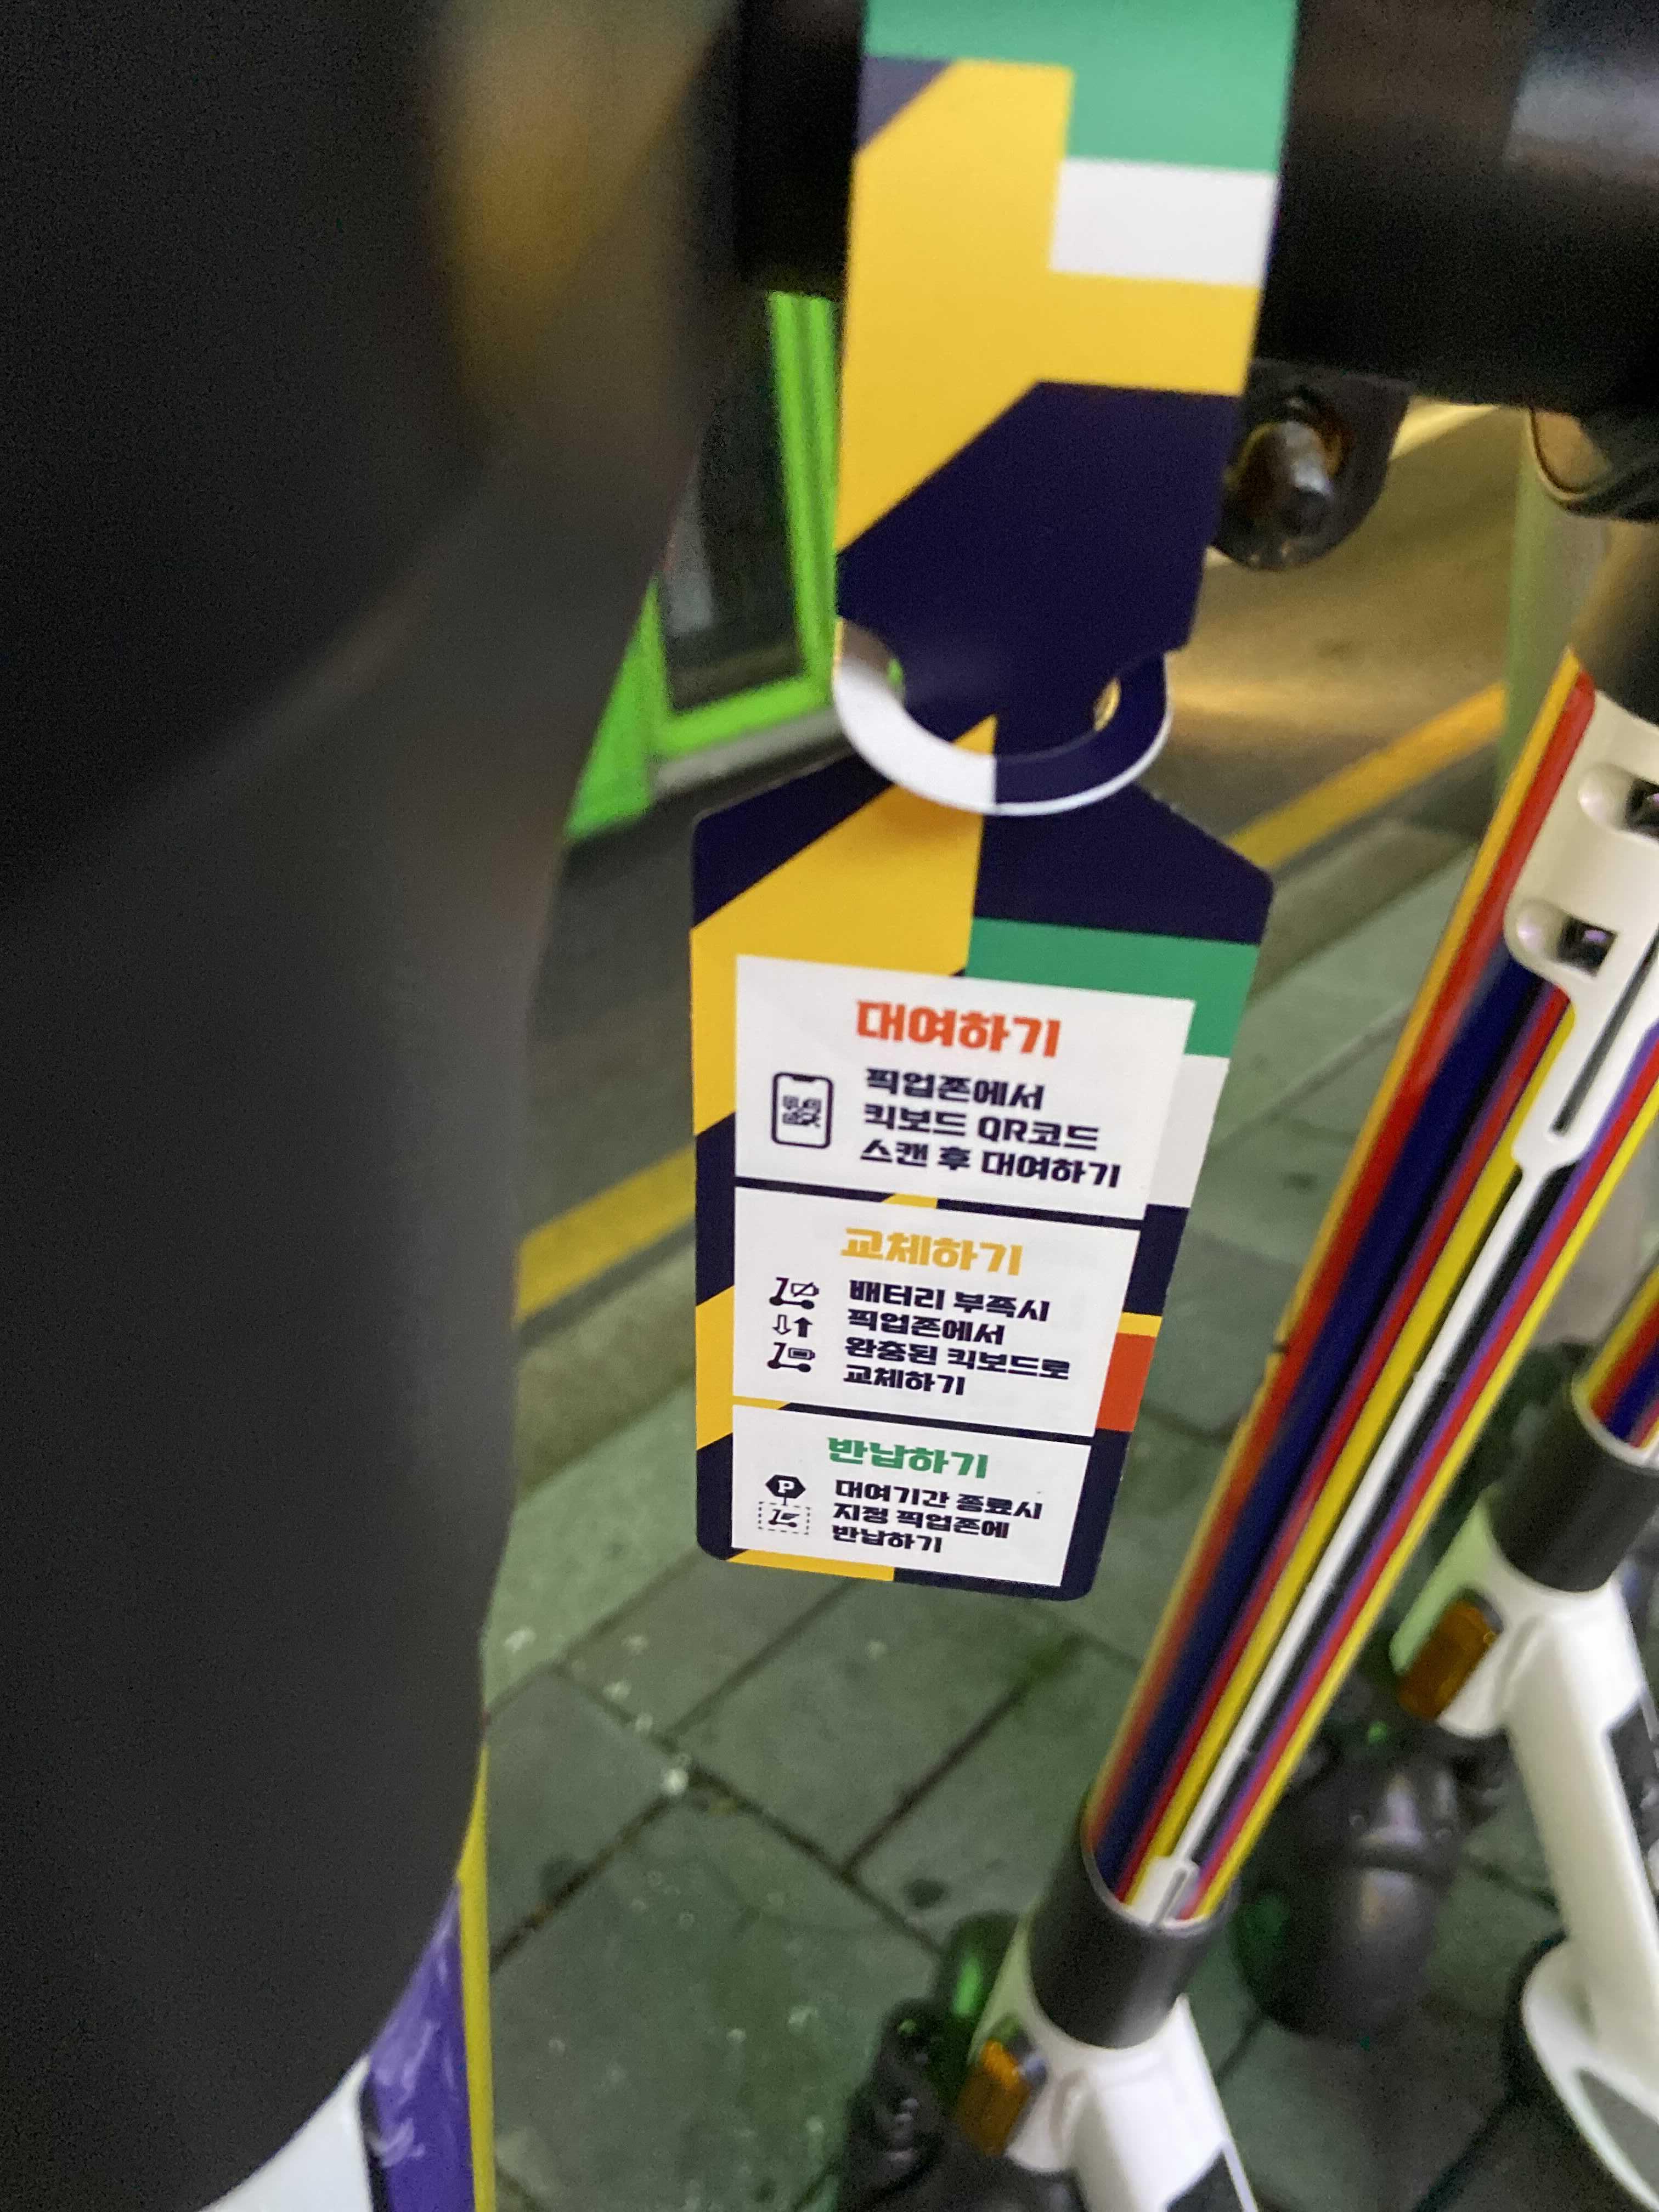 대여하기
픽업존에서
킥보드 QR코드
스캔 후 대여하기
교체하기
배터리 부족시
픽업존에서
완충된 킥보드로
교체하기
반납하기
P
대여기간 종료시
지정 픽업존에
반납하기